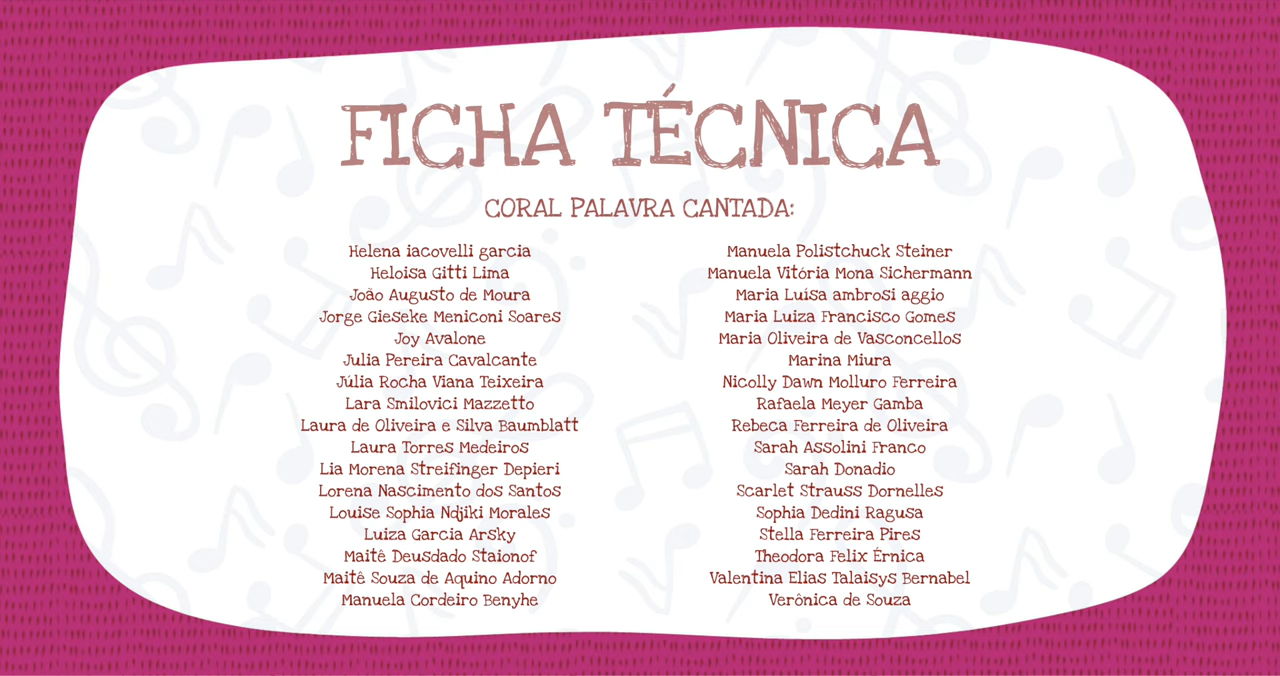 FICHA TÉCNICA
CORAL PALAVRA CANTADA:
Helena iacovelli garcia
Heloisa Gitti Lima
João Augusto de Moura
Jorge Gieseke Meniconi Soares
Joy Avalone
Julia Pereira Cavalcante
Júlia Rocha Viana Teixeira
Lara Smilovici Mazzetto
Laura de Oliveira e Silva Baumblatt
Laura Torres Medeiros
Lia Morena Streifinger Depieri
Lorena Nascimento dos Santos
Louise Sophia Ndjiki Morales
Luiza Garcia Arsky
Maitê Deusdado Staionof
Maitê Souza de Aquino Adorno
Manuela Cordeiro Benyhe
Manuela Polistchuck Steiner
Manuela Vitória Mona Sichermann
Maria Luísa ambrosi aggio
Maria Luiza Francisco Gomes
Maria Oliveira de Vasconcellos
Marina Miura
Nicolly Dawn Molluro Ferreira
Rafaela Meyer Gamba
Rebeca Ferreira de Oliveira
Sarah Assolini Franco
Sarah Donadio
Scarlet Strauss Dornelles
Sophia Dedini Ragusa
Stella Ferreira Pires
Theodora Felix Érnica
Valentina Elias Talaisys Bernabel
Verônica de Souza